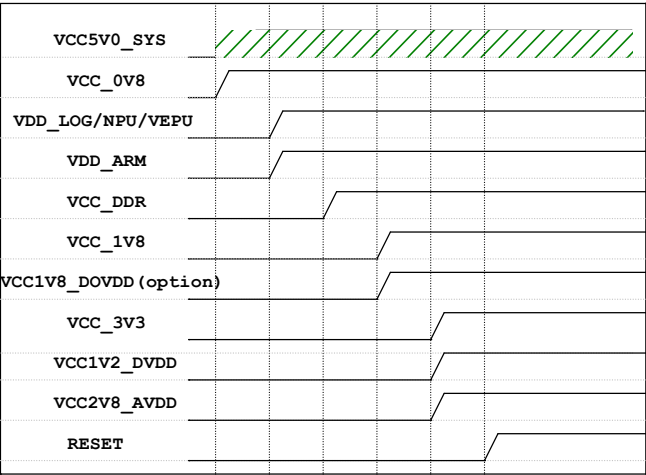 VCC5V0_SYS
VCC_0V8
VDD_LOG/NPU/VEPU
VDD_ARM
VCC_DDR
VCC_1V8
VCC1V8_DOVDD(option)
VCC_3V3
VCC1V2_DVDD
VCC2V8_AVDD
RESET